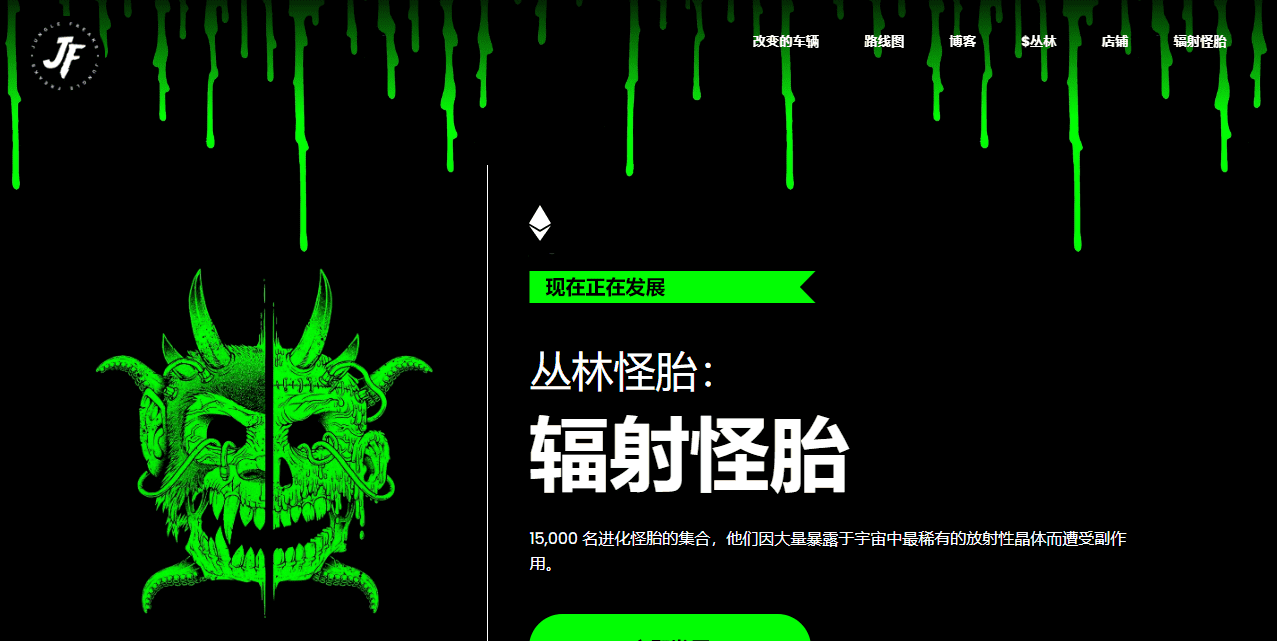 JUNGLE FREAKS
JF
改变的车辆 路线图 博客 $丛林 店铺 辐射怪胎
现在正在发展
丛林怪胎：
辐射怪胎
15,000 名进化怪胎的集合，他们因大量暴露于宇宙中最稀有的放射性晶体而遭受副作
用。